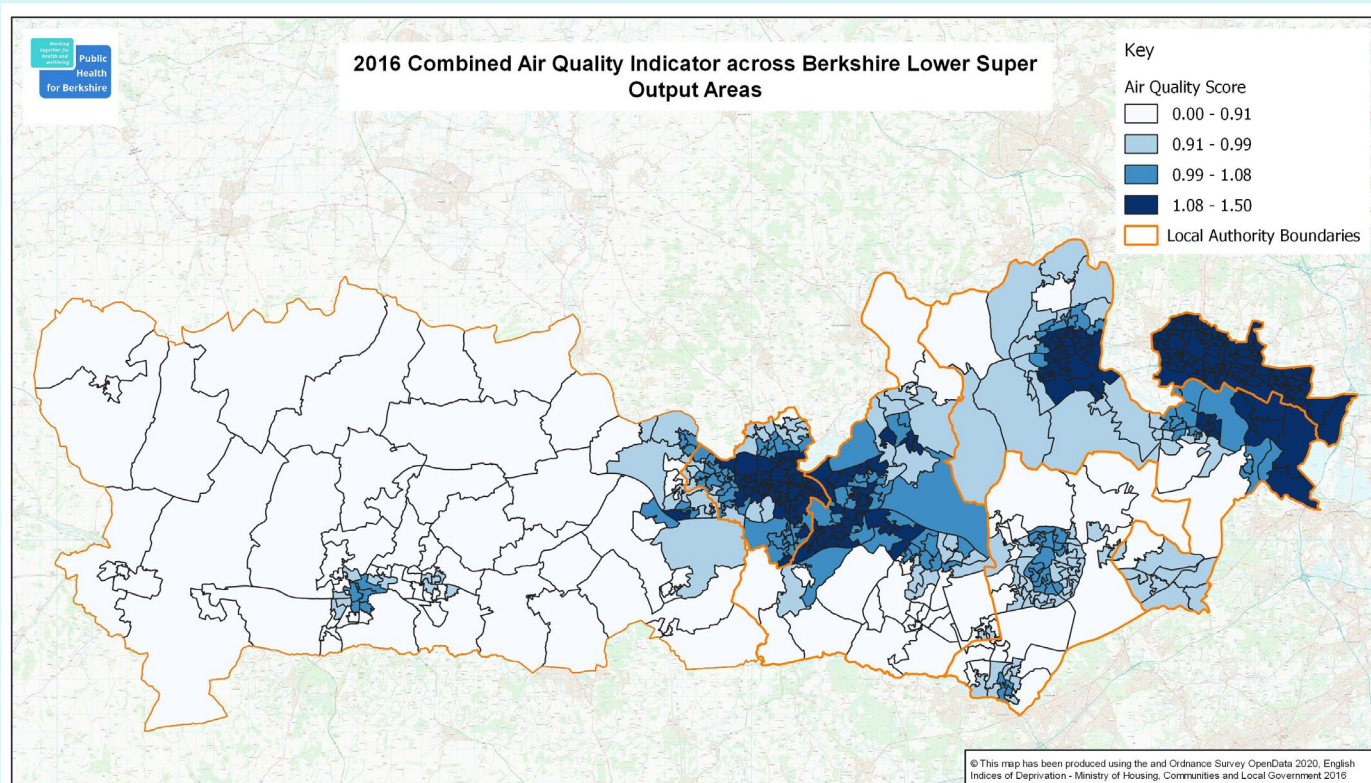 Working
together for
health and
wellbeing
Public
Health
for Berkshire
2016 Combined Air Quality Indicator across Berkshire Lower Super
Output Areas
Key
Air Quality Score
0.00 - 0.91
0.91 - 0.99
0.99 - 1.08
1.08 - 1.50
Local Authority Boundaries
© This map has been produced using the and Ordnance Survey OpenData 2020, English
Indices of Deprivation - Ministry of Housing, Communities and Local Government 2016